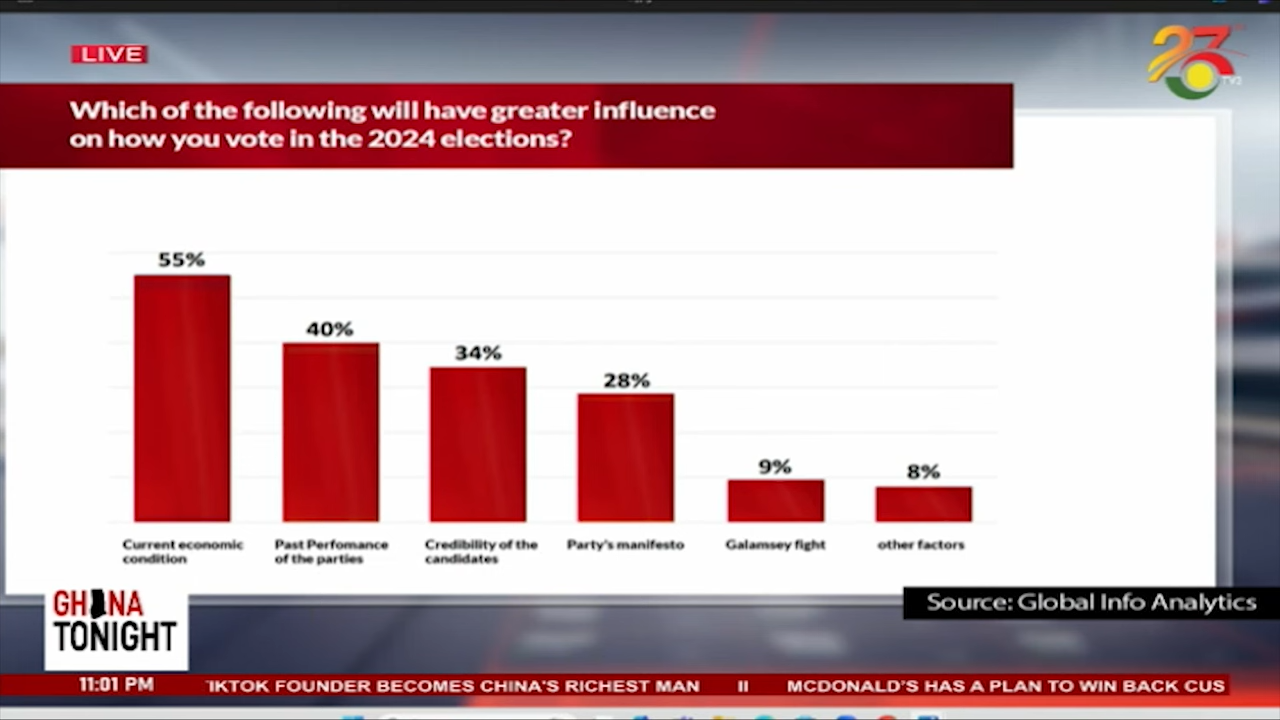 LIVE
23
TV3
Which of the following will have greater influence
on how you vote in the 2024 elections?
55%
40%
34%
28%
9%
8%
Current economic
condition
Past Perfomance
of the parties
Credibility of the
candidates
Party's manifesto
Galamsey fight
other factors
Source: Global Info Analytics
GHANA
TONIGHT
11:01 PM
IKTOK FOUNDER BECOMES CHINA'S RICHEST MAN II MCDONALD'S HAS A PLAN TO WIN BACK CUS